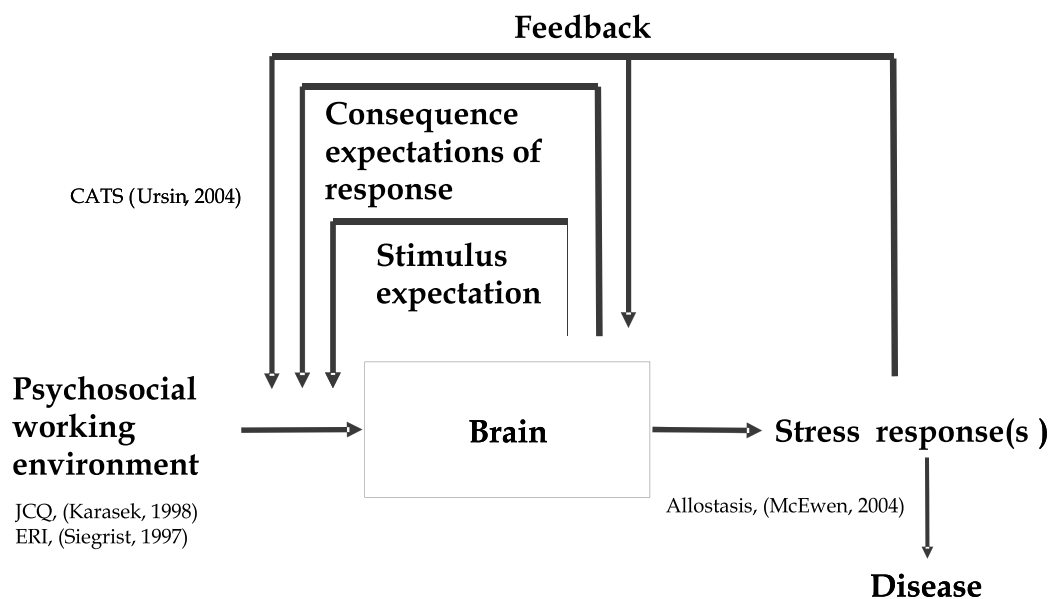 Feedback
Consequence
expectations of
response
CATS (Ursin, 2004)
Stimulus
expectation
Psychosocial
working
environment
Brain
Stress response(s )
JCQ, (Karasek, 1998)
ERI, (Siegrist, 1997)
Allostasis, (McEwen, 2004)
Disease